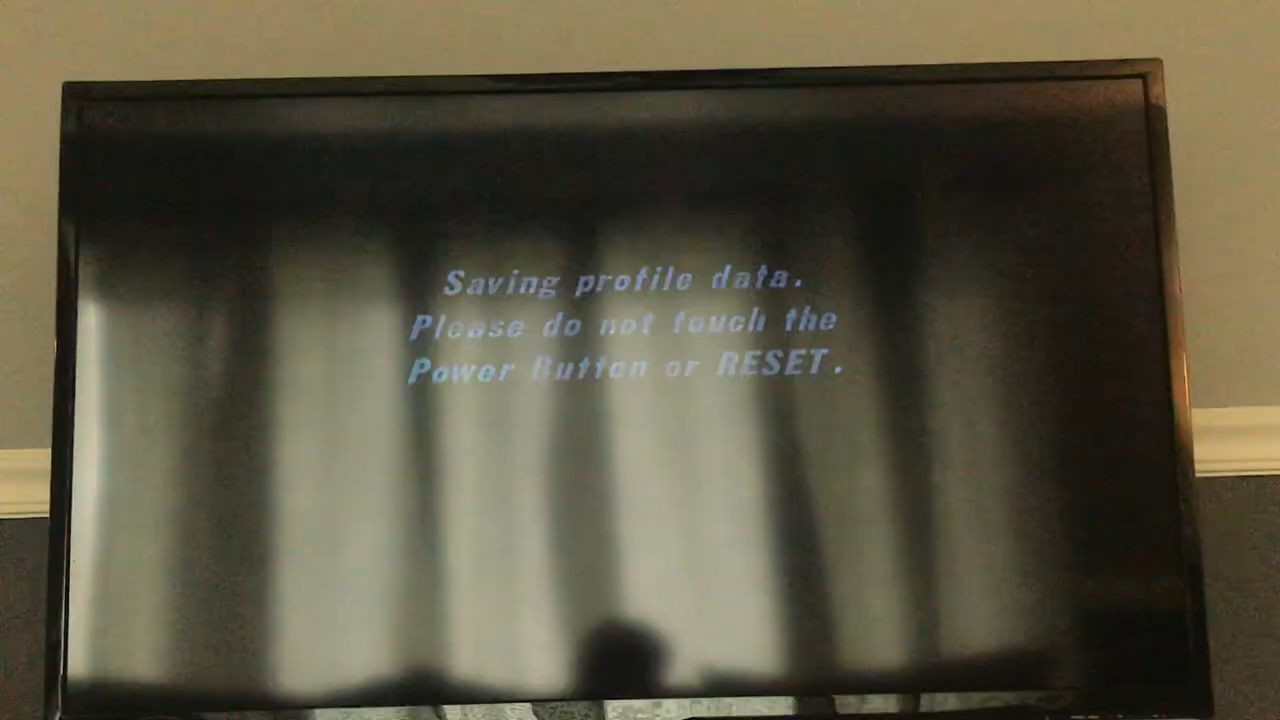 Saving profile data.
Please do not touch the
Power Button or RESET.